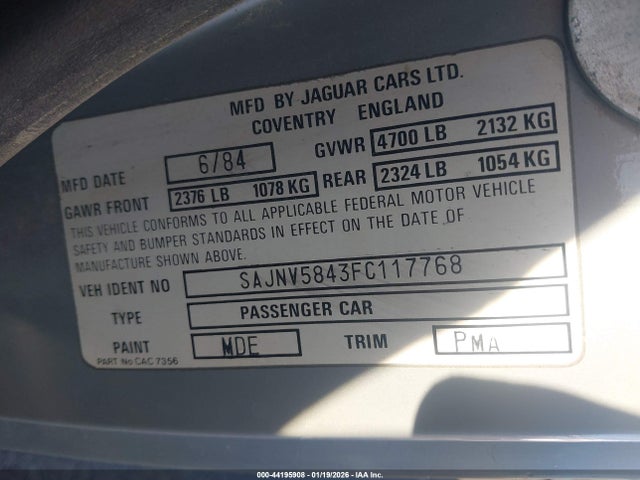 MFD BY JAGUAR CARS LTD.
COVENTRY ENGLAND
MFD DATE 6/84 GVWR 4700 LB 2132 KG
GAWR FRONT 2376 LB 1078 KG REAR 2324 LB 1054 KG
THIS VEHICLE CONFORMS TO ALL APPLICABLE FEDERAL MOTOR VEHICLE
SAFETY AND BUMPER STANDARDS IN EFFECT ON THE DATE OF
MANUFACTURE SHOWN ABOVE.
VEH IDENT NO SAJNV5843FC117768
TYPE PASSENGER CAR
PAINT MDE TRIM PMA
PART No CAC 7356
000-44195908 - 01/19/2026 - IAA Inc.